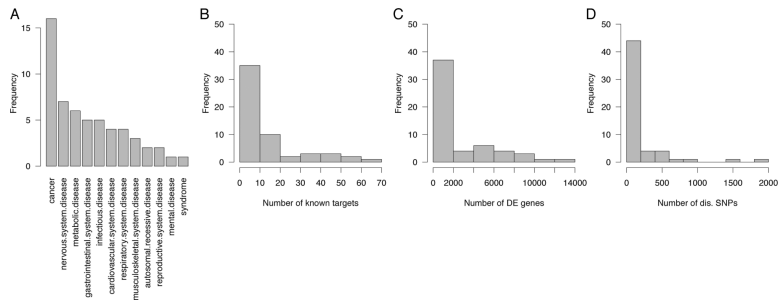 A
Frequency
15
10
5
0
cancer
nervous.system.disease
metabolic.disease
gastrointestinal.system.disease
infectious.disease
cardiovascular.system.disease
respiratory.system.disease
musculoskeletal.system.disease
autosomal.recessive.disease
reproductive.system.disease
mental.disease
syndrome
B
Frequency
50
40
30
20
10
0
0 10 20 30 40 50 60 70
Number of known targets
C
Frequency
50
40
30
20
10
0
0 2000 6000 10000 14000
Number of DE genes
D
Frequency
50
40
30
20
10
0
0 500 1000 1500 2000
Number of dis. SNPs